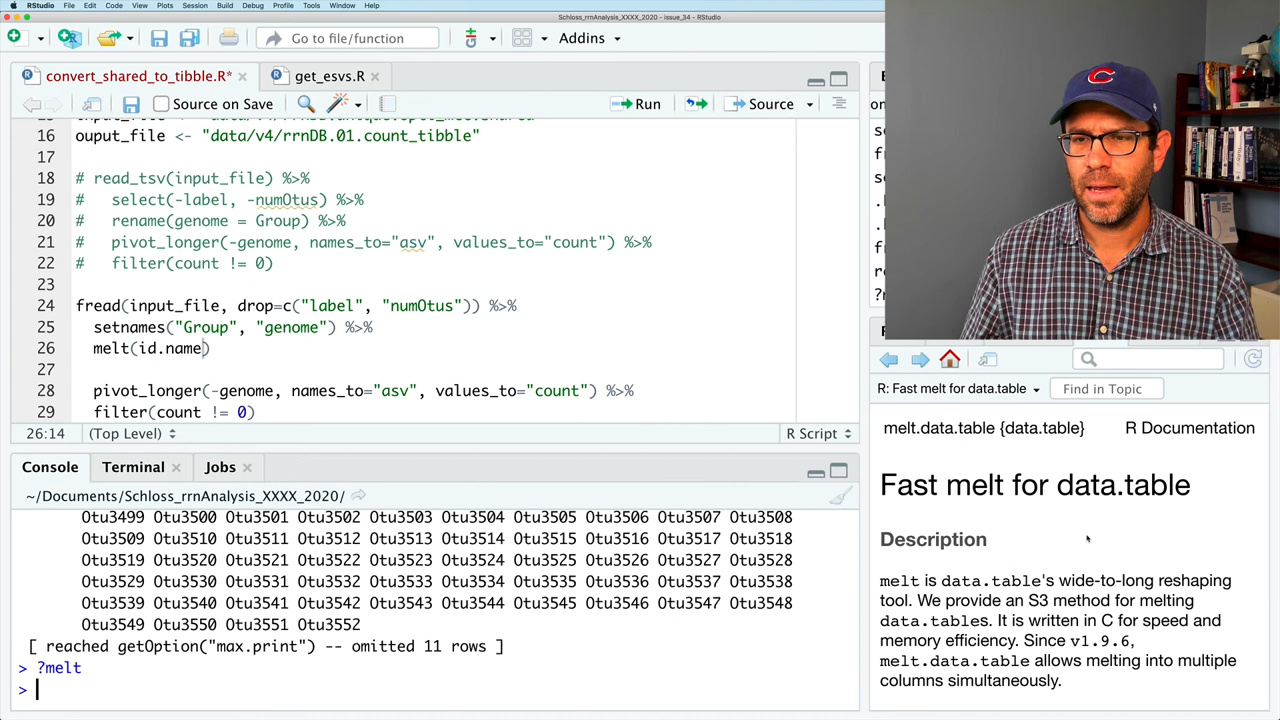 RStudio File Edit Code View Plots Session Build Debug Profile Tools Window Help
Schloss_rrnAnalysis_XXXX_2020 - issue_34 - RStudio
Go to file/function Addins
convert_shared_to_tibble.R* get_esvs.R
Source on Save Run Source
16 ouput_file <- "data/v4/rrnDB.01.count_tibble"
17
18 # read_tsv(input_file) %>%
19 #   select(-label, -numOtus) %>%
20 #   rename(genome = Group) %>%
21 #   pivot_longer(-genome, names_to="asv", values_to="count") %>%
22 #   filter(count != 0)
23
24 fread(input_file, drop=c("label", "numOtus")) %>%
25   setnames("Group", "genome") %>%
26   melt(id.name)
27
28   pivot_longer(-genome, names_to="asv", values_to="count") %>%
29   filter(count != 0)
26:14 (Top Level) R Script
Console Terminal Jobs
~/Documents/Schloss_rrnAnalysis_XXXX_2020/
Otu3499 Otu3500 Otu3501 Otu3502 Otu3503 Otu3504 Otu3505 Otu3506 Otu3507 Otu3508
Otu3509 Otu3510 Otu3511 Otu3512 Otu3513 Otu3514 Otu3515 Otu3516 Otu3517 Otu3518
Otu3519 Otu3520 Otu3521 Otu3522 Otu3523 Otu3524 Otu3525 Otu3526 Otu3527 Otu3528
Otu3529 Otu3530 Otu3531 Otu3532 Otu3533 Otu3534 Otu3535 Otu3536 Otu3537 Otu3538
Otu3539 Otu3540 Otu3541 Otu3542 Otu3543 Otu3544 Otu3545 Otu3546 Otu3547 Otu3548
Otu3549 Otu3550 Otu3551 Otu3552
[ reached getOption("max.print") -- omitted 11 rows ]
> ?melt
>
R: Fast melt for data.table Find in Topic
melt.data.table {data.table} R Documentation
Fast melt for data.table
Description
melt is data.table's wide-to-long reshaping
tool. We provide an S3 method for melting
data.tables. It is written in C for speed and
memory efficiency. Since v1.9.6,
melt.data.table allows melting into multiple
columns simultaneously.